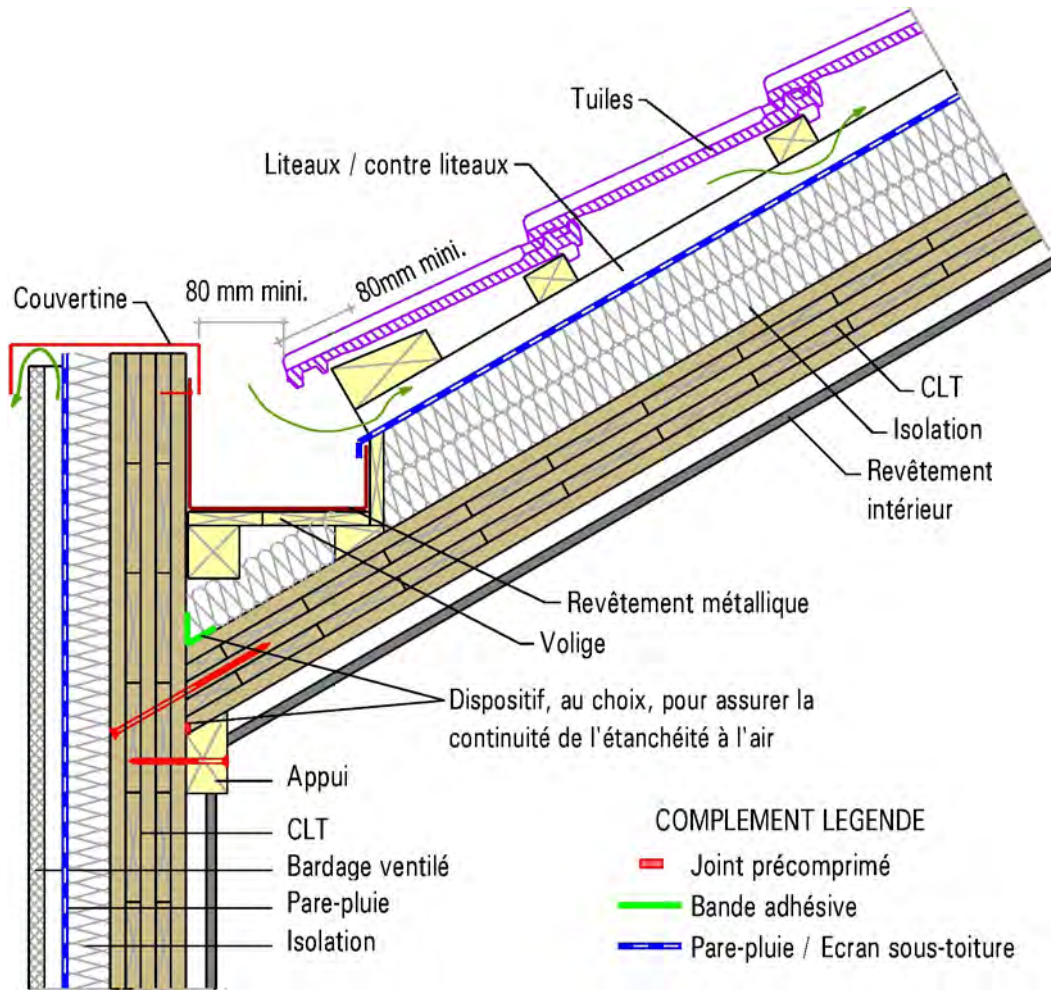 Tuiles
Liteaux / contre liteaux
80mm mini.
80 mm mini.
Couvertine
CLT
Isolation
Revêtement
intérieur
Revêtement métallique
Volige
Dispositif, au choix, pour assurer la
continuité de l'étanchéité à l'air
Appui
CLT
Bardage ventilé
Pare-pluie
Isolation
COMPLEMENT LEGENDE
Joint précomprimé
Bande adhésive
Pare-pluie / Ecran sous-toiture